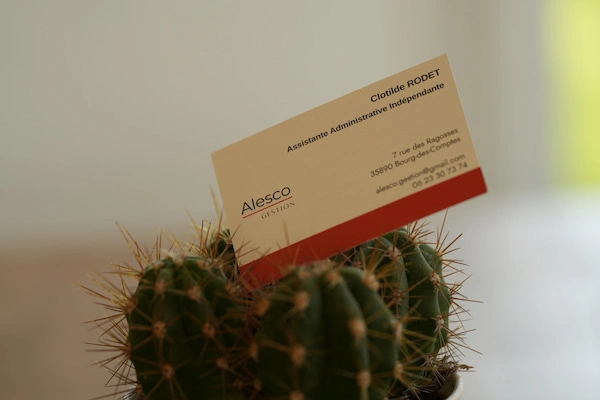 Clotilde RODET
Assistante Administrative Indépendante
7 rue des Ragosses
35890 Bourg-des-Comptes
alesco.gestion@gmail.com
06 23 30 73 74
Alesco
GESTION